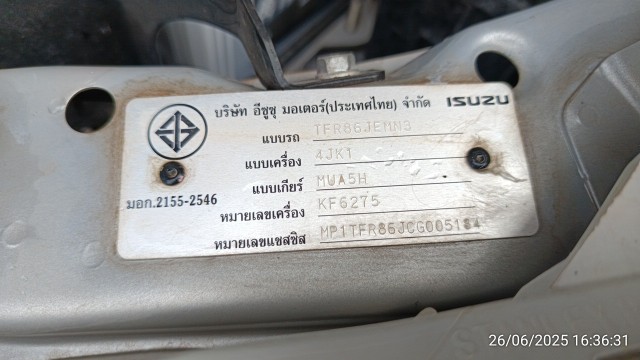 บริษัท อีซูซุ มอเตอร์(ประเทศไทย) จำกัด ISUZU
แบบรถ TFR86JEMN3
แบบเครื่อง 4JK1
แบบเกียร์ MUA5H
มอก.2155-2546
หมายเลขเครื่อง KF6275
หมายเลขแชสซิส MP1TFR86JCG005184
26/06/2025 16:36:31